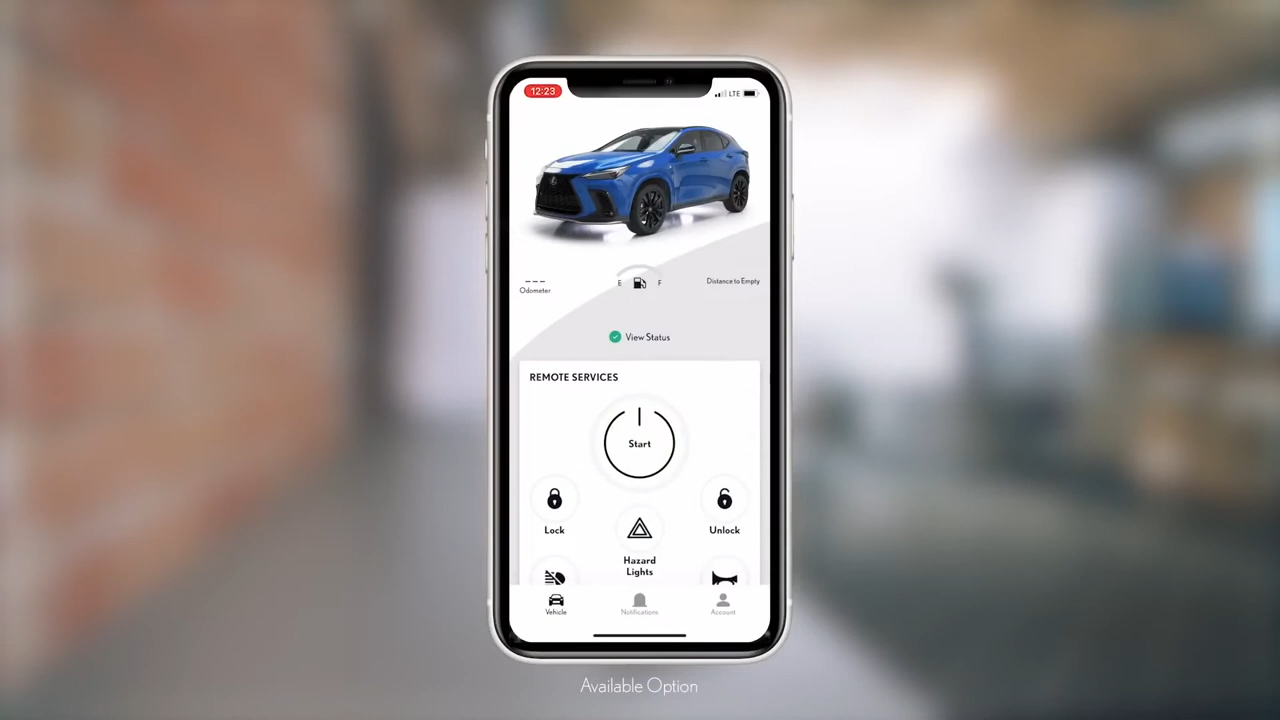 12:23
LTE
---
Odometer
E
F
Distance to Empty
View Status
REMOTE SERVICES
Start
Lock
Unlock
Hazard
Lights
Vehicle
Notifications
Account
Available Option